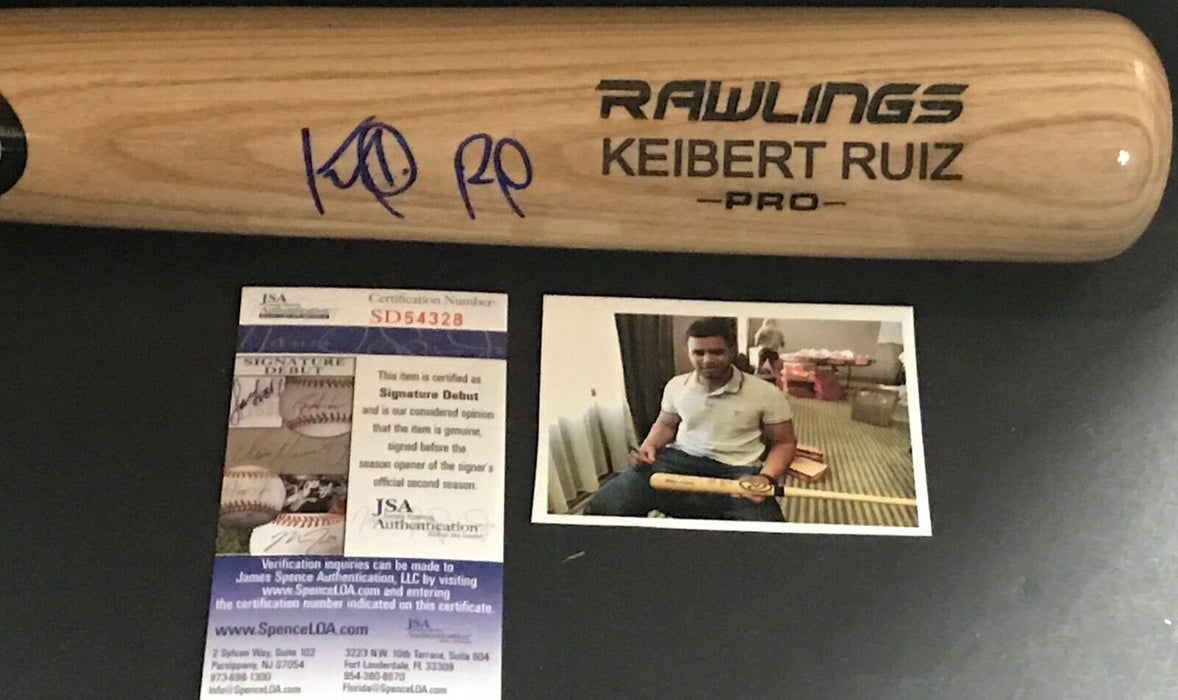 RAWLINGS
KEIBERT RUIZ
-PRO-
JSA
Certification Number:
SD54328
SIGNATURE
DEBUT
This item is certified as
Signature Debut
and is our considered opinion
that the item is genuine,
signed before the
season opener of the signer's
official second season.
JSA
Authentication
Verification inquiries can be made to
James Spence Authentication, LLC by visiting
www.SpenceLOA.com and entering
the certification number indicated on this certificate.
www.SpenceLOA.com
JSA
2 Sylvan Way, Suite 102
Parsippany, NJ 07054
973-898-1300
Info@SpenceLOA.com
3223 N.W. 10th Terrace, Suite 604
Fort Lauderdale, FL 33309
954-380-8670
Florida@SpenceLOA.com